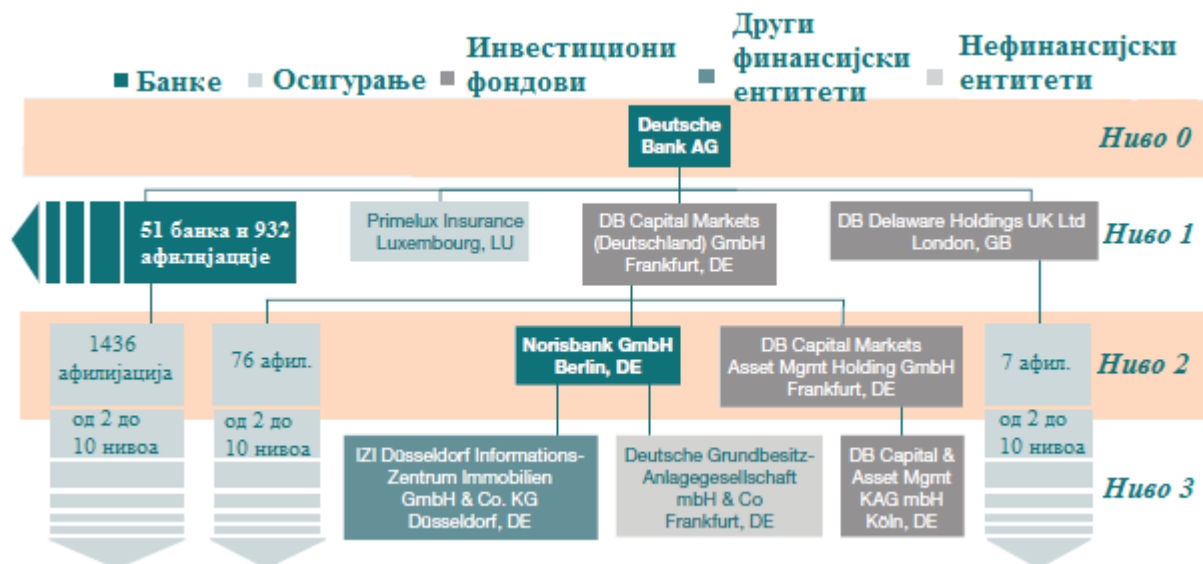 Банке
Осигурање
Инвестициони
фондови
Други
финансијски
ентитети
Нефинансијски
ентитети
Deutsche
Bank AG
Ниво 0
51 банка и 932
афилијације
Primelux Insurance
Luxembourg, LU
DB Capital Markets
(Deutschland) GmbH
Frankfurt, DE
DB Delaware Holdings UK Ltd
London, GB
Ниво 1
1436
афилијација
76 афил.
Norisbank GmbH
Berlin, DE
DB Capital Markets
Asset Mgmt Holding GmbH
Frankfurt, DE
7 афил.
Ниво 2
од 2 до
10 нивоа
од 2 до
10 нивоа
IZI Düsseldorf Informations-
Zentrum Immobilien
GmbH & Co. KG
Düsseldorf, DE
Deutsche Grundbesitz-
Anlagegesellschaft
mbH & Co
Frankfurt, DE
DB Capital &
Asset Mgmt
KAG mbH
Köln, DE
од 2 до
10 нивоа
Ниво 3